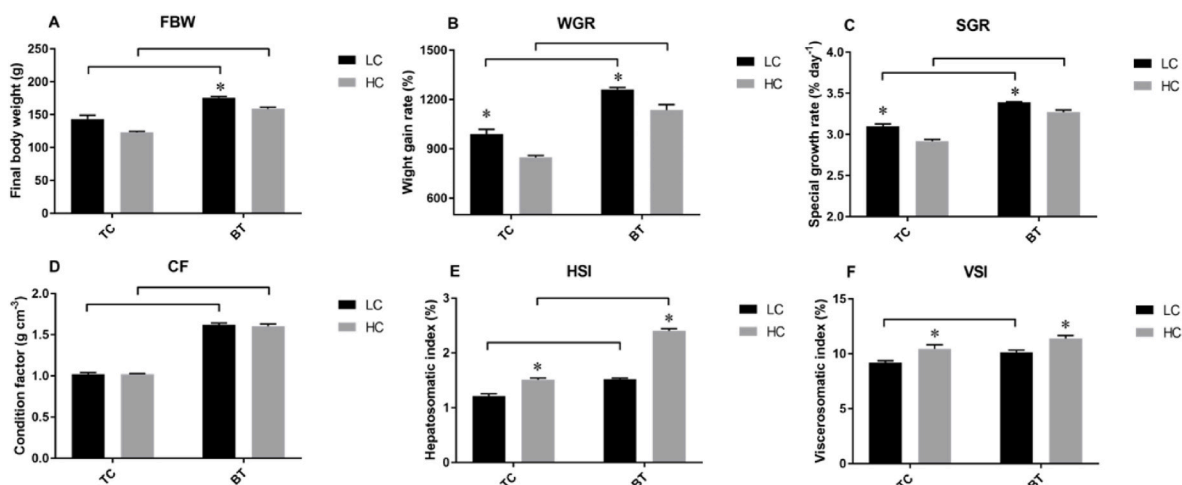 A FBW
Final body weight (g)
250
200
150
100
50
0
TC BT
LC
HC
*
B WGR
Wight gain rate (%)
1500
1200
900
600
TC BT
LC
HC
* *
C SGR
Special growth rate (% day⁻¹)
4.0
3.5
3.0
2.5
2.0
TC BT
LC
HC
* *
D CF
Condition factor (g cm⁻³)
2.0
1.5
1.0
0.5
0.0
TC BT
LC
HC
E HSI
Hepatosomatic index (%)
3
2
1
0
TC BT
LC
HC
* *
F VSI
Viscerosomatic index (%)
15
10
5
0
TC BT
LC
HC
* *